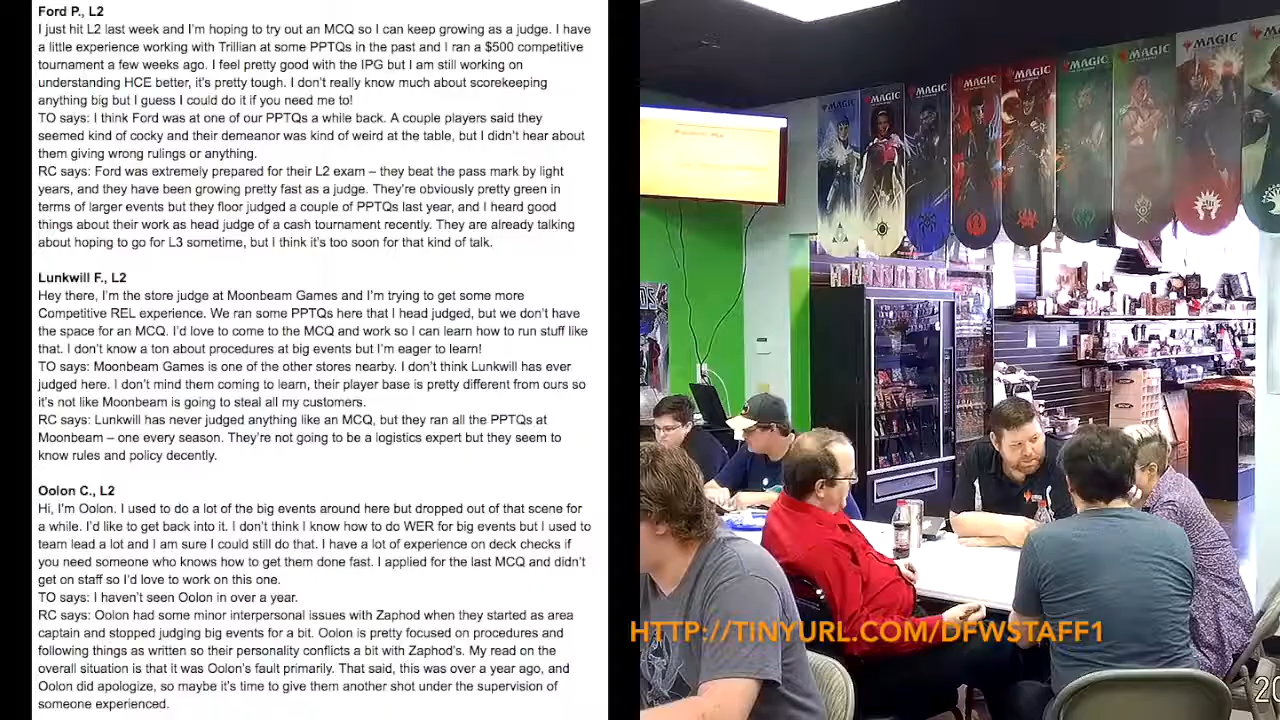 Ford P., L2
I just hit L2 last week and I'm hoping to try out an MCQ so I can keep growing as a judge. I have
a little experience working with Trillian at some PPTQs in the past and I ran a $500 competitive
tournament a few weeks ago. I feel pretty good with the IPG but I am still working on
understanding HCE better, it's pretty tough. I don't really know much about scorekeeping
anything big but I guess I could do it if you need me to!
TO says: I think Ford was at one of our PPTQs a while back. A couple players said they
seemed kind of cocky and their demeanor was kind of weird at the table, but I didn't hear about
them giving wrong rulings or anything.
RC says: Ford was extremely prepared for their L2 exam – they beat the pass mark by light
years, and they have been growing pretty fast as a judge. They're obviously pretty green in
terms of larger events but they floor judged a couple of PPTQs last year, and I heard good
things about their work as head judge of a cash tournament recently. They are already talking
about hoping to go for L3 sometime, but I think it's too soon for that kind of talk.
Lunkwill F., L2
Hey there, I'm the store judge at Moonbeam Games and I'm trying to get some more
Competitive REL experience. We ran some PPTQs here that I head judged, but we don't have
the space for an MCQ. I'd love to come to the MCQ and work so I can learn how to run stuff like
that. I don't know a ton about procedures at big events but I'm eager to learn!
TO says: Moonbeam Games is one of the other stores nearby. I don't think Lunkwill has ever
judged here. I don't mind them coming to learn, their player base is pretty different from ours so
it's not like Moonbeam is going to steal all my customers.
RC says: Lunkwill has never judged anything like an MCQ, but they ran all the PPTQs at
Moonbeam – one every season. They're not going to be a logistics expert but they seem to
know rules and policy decently.
Oolon C., L2
Hi, I'm Oolon. I used to do a lot of the big events around here but dropped out of that scene for
a while. I'd like to get back into it. I don't think I know how to do WER for big events but I used to
team lead a lot and I am sure I could still do that. I have a lot of experience on deck checks if
you need someone who knows how to get them done fast. I applied for the last MCQ and didn't
get on staff so I'd love to work on this one.
TO says: I haven't seen Oolon in over a year.
RC says: Oolon had some minor interpersonal issues with Zaphod when they started as area
captain and stopped judging big events for a bit. Oolon is pretty focused on procedures and
following things as written so their personality conflicts a bit with Zaphod's. My read on the
overall situation is that it was Oolon's fault primarily. That said, this was over a year ago, and
Oolon did apologize, so maybe it's time to give them another shot under the supervision of
someone experienced.
MAGIC
MAGIC
MAGIC
MAGIC
MAGIC
MAGIC
MAGIC
MAGIC
HTTP://TINYURL.COM/DFWSTAFF1
20